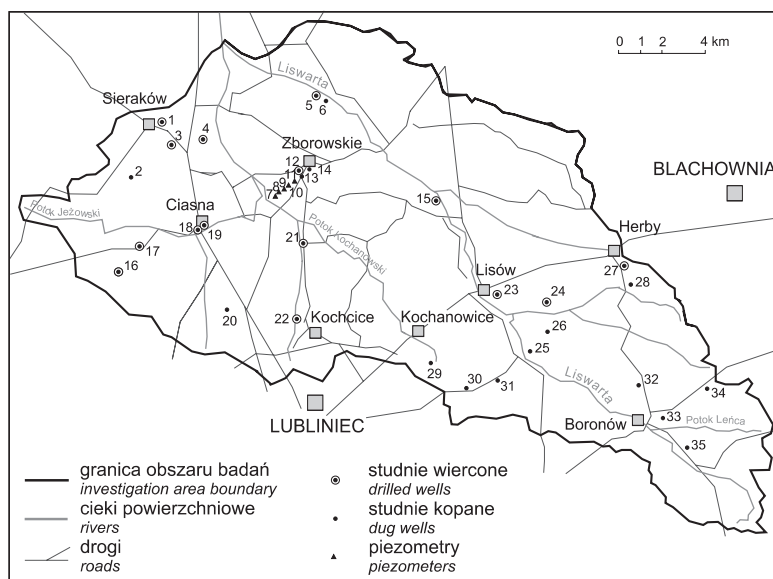 0 1 2 4 km
Liswarta
Sieraków
1
3
4
5
6
2
Zborowskie
12
14
11
13
9
8
7
10
BLACHOWNIA
Potok Jeżowski
Ciasna
18
19
15
Potok Kochanowski
21
Herby
17
16
27
28
Lisów
23
24
20
22
Kochcice
Kochanowice
26
25
29
30
31
Liswarta
32
34
LUBLINIEC
Boronów
33
Potok Leńca
35
granica obszaru badań
investigation area boundary
cieki powierzchniowe
rivers
drogi
roads
studnie wiercone
drilled wells
studnie kopane
dug wells
piezometry
piezometers